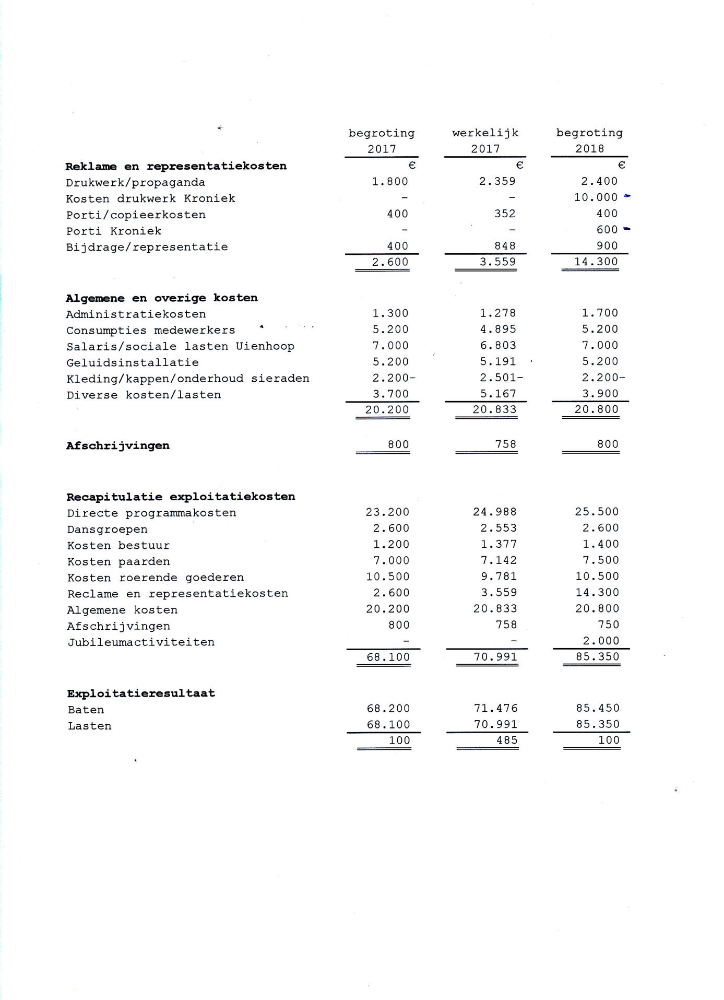 begroting werkelijk begroting
2017 2017 2018
Reklame en representatiekosten € € €
Drukwerk/propaganda 1.800 2.359 2.400
Kosten drukwerk Kroniek – – 10.000
Porti/copieerkosten 400 352 400
Porti Kroniek – – 600
Bijdrage/representatie 400 848 900
2.600 3.559 14.300
Algemene en overige kosten
Administratiekosten 1.300 1.278 1.700
Consumpties medewerkers 5.200 4.895 5.200
Salaris/sociale lasten Uienhoop 7.000 6.803 7.000
Geluidsinstallatie 5.200 5.191 5.200
Kleding/kappen/onderhoud sieraden 2.200- 2.501- 2.200-
Diverse kosten/lasten 3.700 5.167 3.900
20.200 20.833 20.800
Afschrijvingen 800 758 800
Recapitulatie exploitatiekosten
Directe programmakosten 23.200 24.988 25.500
Dansgroepen 2.600 2.553 2.600
Kosten bestuur 1.200 1.377 1.400
Kosten paarden 7.000 7.142 7.500
Kosten roerende goederen 10.500 9.781 10.500
Reclame en representatiekosten 2.600 3.559 14.300
Algemene kosten 20.200 20.833 20.800
Afschrijvingen 800 758 750
Jubileumactiviteiten – – 2.000
68.100 70.991 85.350
Exploitatieresultaat
Baten 68.200 71.476 85.450
Lasten 68.100 70.991 85.350
100 485 100